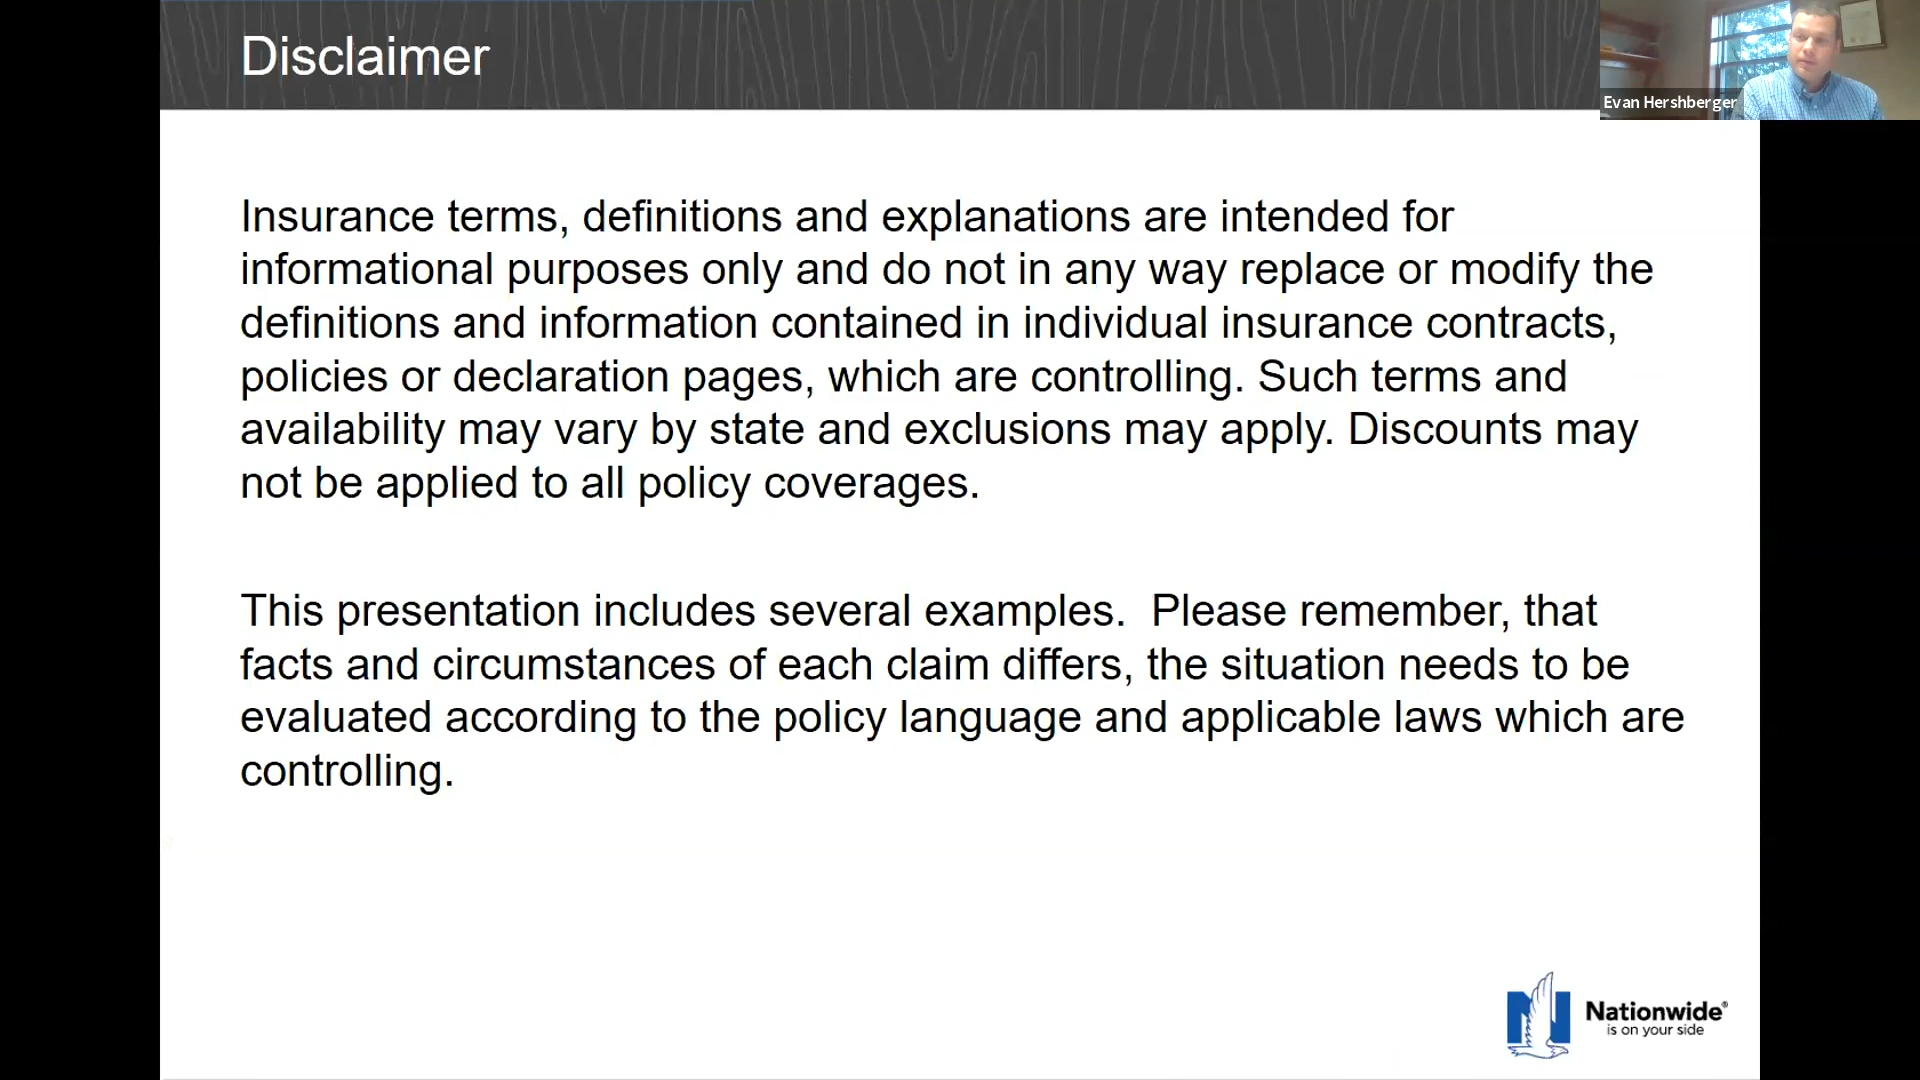 Disclaimer
Evan Hershberger
Insurance terms, definitions and explanations are intended for
informational purposes only and do not in any way replace or modify the
definitions and information contained in individual insurance contracts,
policies or declaration pages, which are controlling. Such terms and
availability may vary by state and exclusions may apply. Discounts may
not be applied to all policy coverages.
This presentation includes several examples.  Please remember, that
facts and circumstances of each claim differs, the situation needs to be
evaluated according to the policy language and applicable laws which are
controlling.
Nationwide®
is on your side